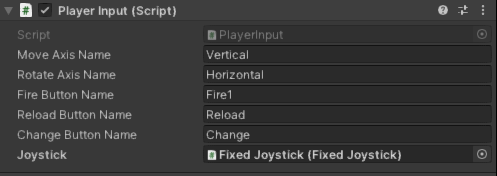 Player Input (Script)
Script PlayerInput
Move Axis Name Vertical
Rotate Axis Name Horizontal
Fire Button Name Fire1
Reload Button Name Reload
Change Button Name Change
Joystick Fixed Joystick (Fixed Joystick)